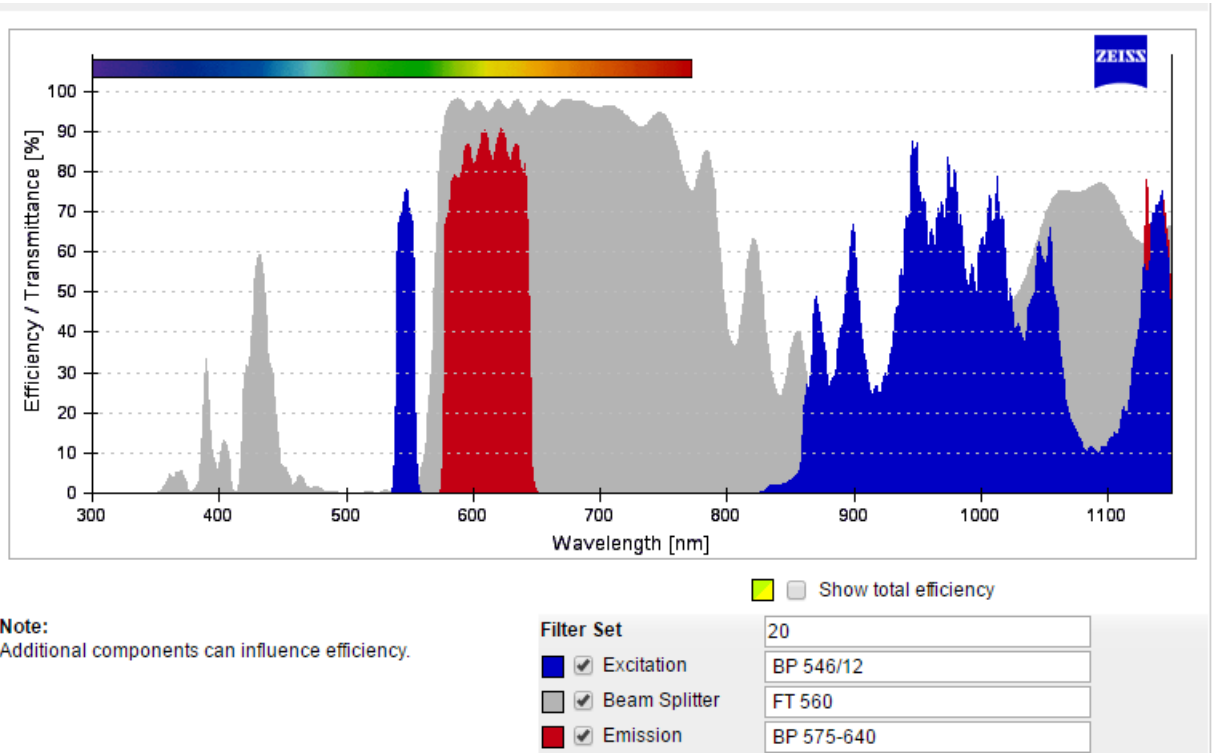 ZEISS
Efficiency / Transmittance [%]
100
90
80
70
60
50
40
30
20
10
0
300 400 500 600 700 800 900 1000 1100
Wavelength [nm]
Show total efficiency
Note:
Additional components can influence efficiency.
Filter Set 20
Excitation BP 546/12
Beam Splitter FT 560
Emission BP 575-640